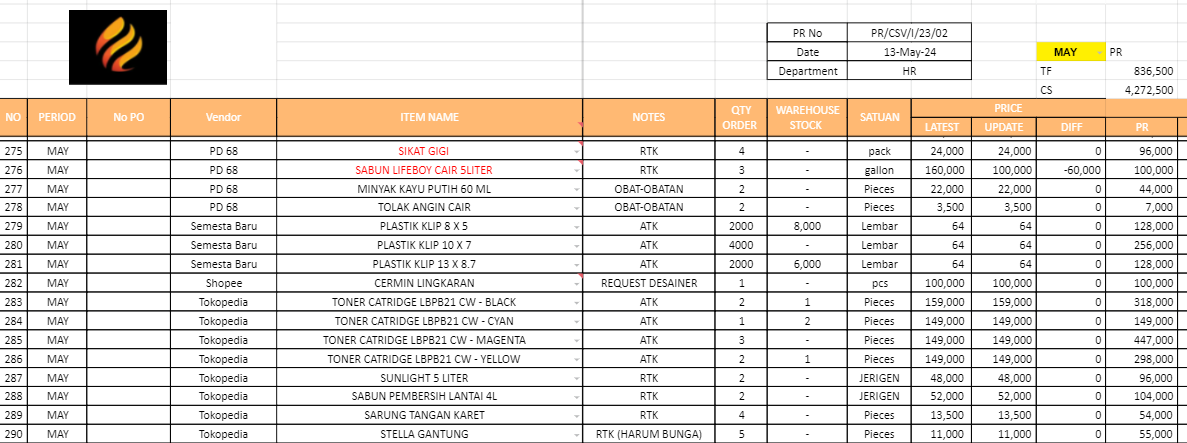 PR No PR/CSV/I/23/02
Date 13-May-24 MAY PR
Department HR TF 836,500
CS 4,272,500
NO PERIOD No PO Vendor ITEM NAME NOTES QTY ORDER WAREHOUSE STOCK SATUAN PRICE
LATEST UPDATE DIFF PR
275 MAY PD 68 SIKAT GIGI RTK 4 - pack 24,000 24,000 0 96,000
276 MAY PD 68 SABUN LIFEBOY CAIR 5LITER RTK 3 - gallon 160,000 100,000 -60,000 100,000
277 MAY PD 68 MINYAK KAYU PUTIH 60 ML OBAT-OBATAN 2 - Pieces 22,000 22,000 0 44,000
278 MAY PD 68 TOLAK ANGIN CAIR OBAT-OBATAN 2 - Pieces 3,500 3,500 0 7,000
279 MAY Semesta Baru PLASTIK KLIP 8 X 5 ATK 2000 8,000 Lembar 64 64 0 128,000
280 MAY Semesta Baru PLASTIK KLIP 10 X 7 ATK 4000 - Lembar 64 64 0 256,000
281 MAY Semesta Baru PLASTIK KLIP 13 X 8.7 ATK 2000 6,000 Lembar 64 64 0 128,000
282 MAY Shopee CERMIN LINGKARAN REQUEST DESAINER 1 - pcs 100,000 100,000 0 100,000
283 MAY Tokopedia TONER CATRIDGE LBPB21 CW - BLACK ATK 2 1 Pieces 159,000 159,000 0 318,000
284 MAY Tokopedia TONER CATRIDGE LBPB21 CW - CYAN ATK 1 2 Pieces 149,000 149,000 0 149,000
285 MAY Tokopedia TONER CATRIDGE LBPB21 CW - MAGENTA ATK 3 - Pieces 149,000 149,000 0 447,000
286 MAY Tokopedia TONER CATRIDGE LBPB21 CW - YELLOW ATK 2 1 Pieces 149,000 149,000 0 298,000
287 MAY Tokopedia SUNLIGHT 5 LITER RTK 2 - JERIGEN 48,000 48,000 0 96,000
288 MAY Tokopedia SABUN PEMBERSIH LANTAI 4L RTK 2 - JERIGEN 52,000 52,000 0 104,000
289 MAY Tokopedia SARUNG TANGAN KARET RTK 4 - Pieces 13,500 13,500 0 54,000
290 MAY Tokopedia STELLA GANTUNG RTK (HARUM BUNGA) 5 - Pieces 11,000 11,000 0 55,000